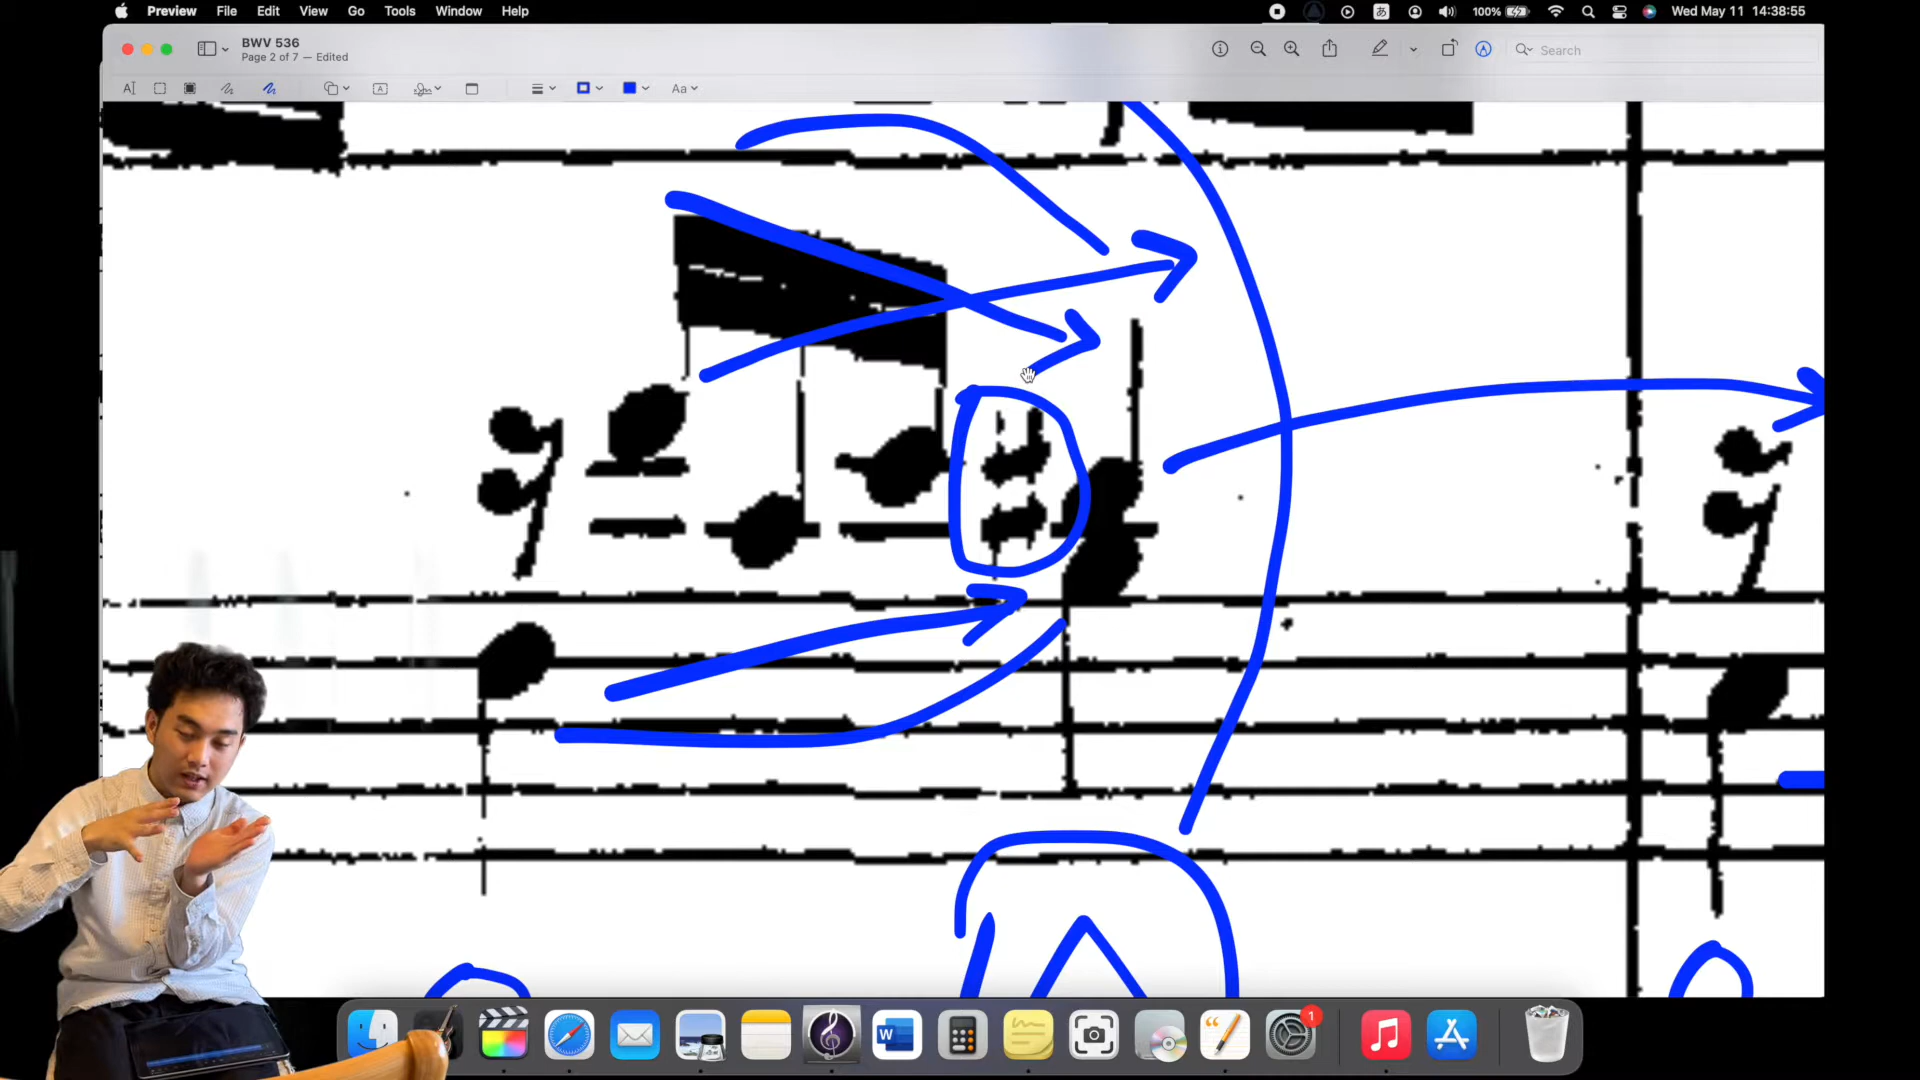 Preview File Edit View Go Tools Window Help
あ 100% Wed May 11 14:38:55
BWV 536
Page 2 of 7 — Edited
Search
A A Aa
W
1